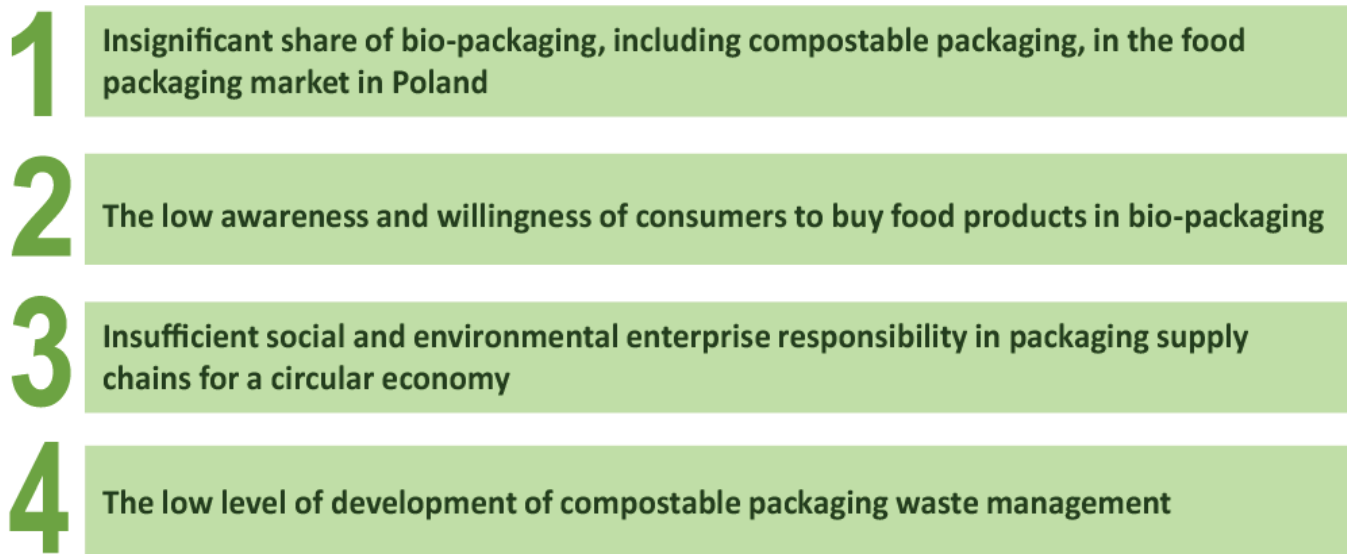 1
Insignificant share of bio-packaging, including compostable packaging, in the food
packaging market in Poland
2
The low awareness and willingness of consumers to buy food products in bio-packaging
3
Insufficient social and environmental enterprise responsibility in packaging supply
chains for a circular economy
4
The low level of development of compostable packaging waste management